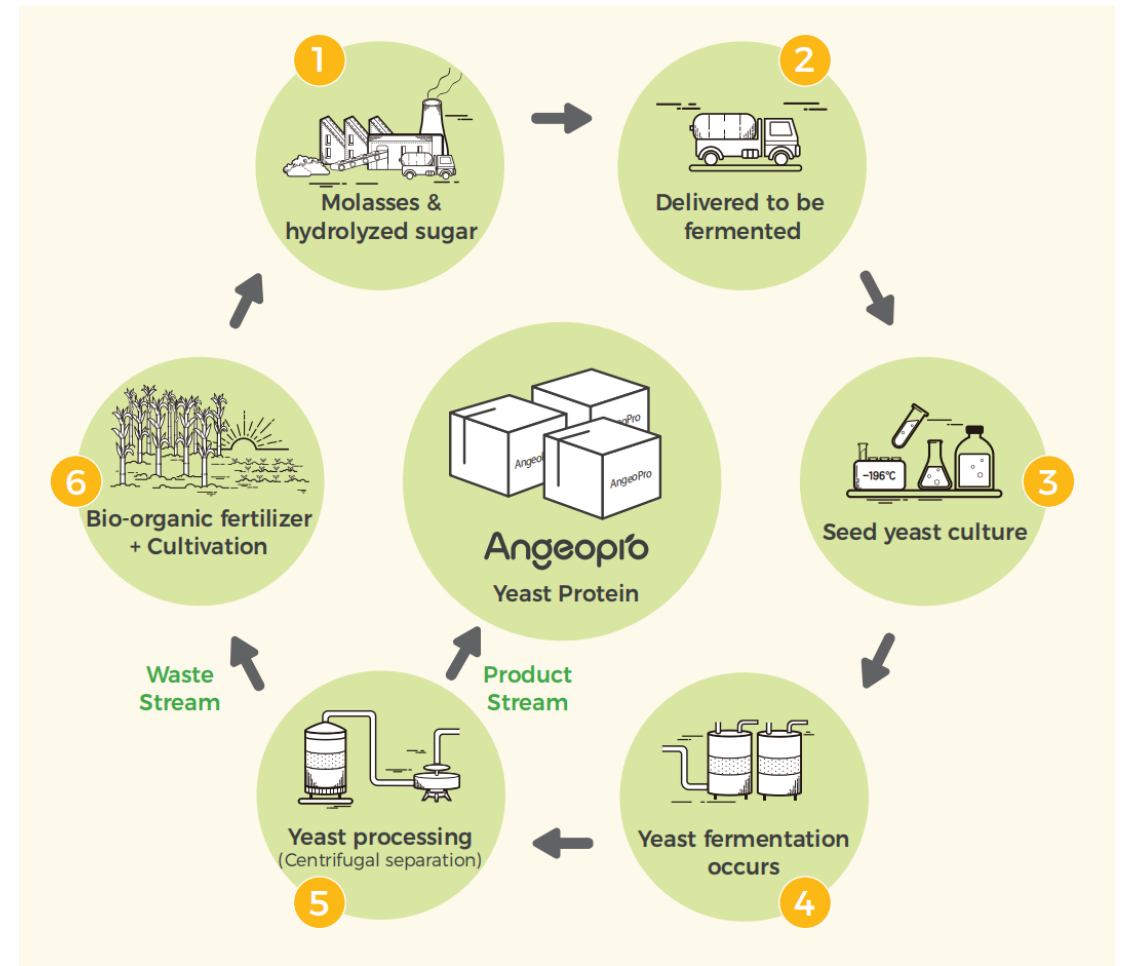 1
Molasses &
hydrolyzed sugar
2
Delivered to be
fermented
-196°C
3
Seed yeast culture
4
Yeast fermentation
occurs
5
Yeast processing
(Centrifugal separation)
Waste
Stream
Product
Stream
6
Bio-organic fertilizer
+ Cultivation
AngeoPro
Angeopro
Yeast Protein